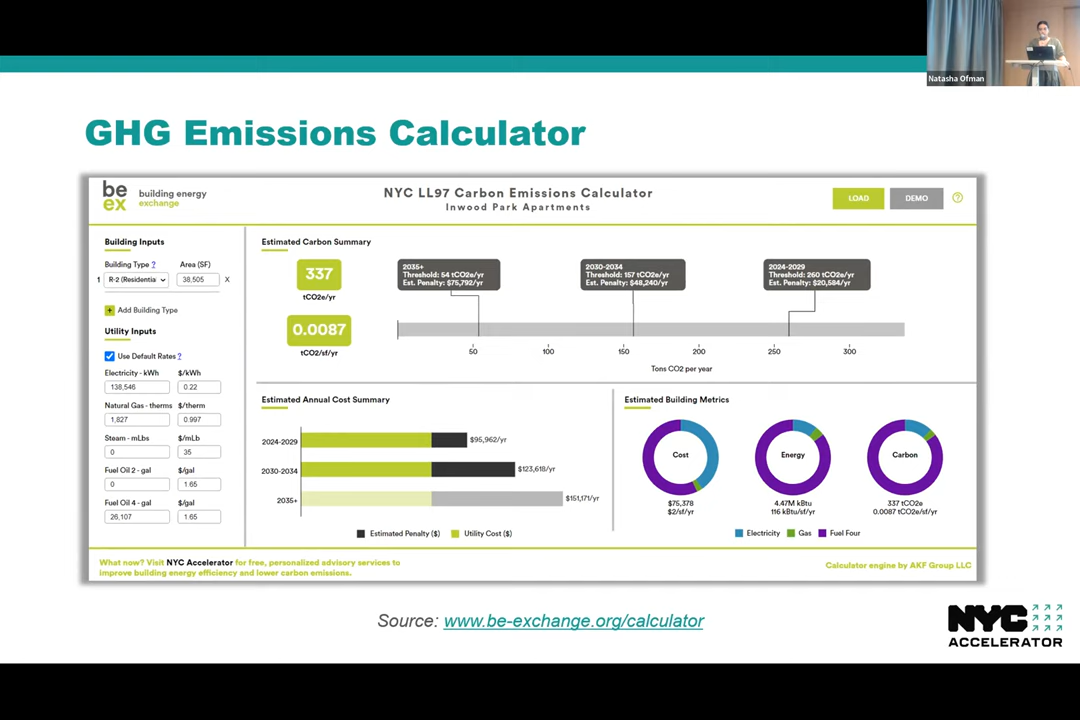 Natasha Ofman
GHG Emissions Calculator
be
ex
building energy
exchange
NYC LL97 Carbon Emissions Calculator
Inwood Park Apartments
LOAD
DEMO
?
Building Inputs
Building Type ?
Area (SF)
1
R-2 (Residentia
38,505
X
+ Add Building Type
Utility Inputs
Use Default Rates ?
Electricity - kWh
$/kWh
138,546
0.22
Natural Gas - therms
$/therm
1,827
0.997
Steam - mLbs
$/mLb
0
35
Fuel Oil 2 - gal
$/gal
0
1.65
Fuel Oil 4 - gal
$/gal
26,107
1.65
Estimated Carbon Summary
337
tCO2e/yr
0.0087
tCO2/sf/yr
2035+
Threshold: 54 tCO2e/yr
Est. Penalty: $75,792/yr
2030-2034
Threshold: 157 tCO2e/yr
Est. Penalty: $48,240/yr
2024-2029
Threshold: 260 tCO2e/yr
Est. Penalty: $20,584/yr
50
100
150
200
250
300
Tons CO2 per year
Estimated Annual Cost Summary
2024-2029
$95,962/yr
2030-2034
$123,618/yr
2035+
$151,171/yr
Estimated Penalty ($)
Utility Cost ($)
Estimated Building Metrics
Cost
Energy
Carbon
$75,378
$2/sf/yr
4.47M kBtu
116 kBtu/sf/yr
337 tCO2e
0.0087 tCO2e/sf/yr
Electricity
Gas
Fuel Four
What now? Visit NYC Accelerator for free, personalized advisory services to
improve building energy efficiency and lower carbon emissions.
Calculator engine by AKF Group LLC
Source: www.be-exchange.org/calculator
NYC
ACCELERATOR